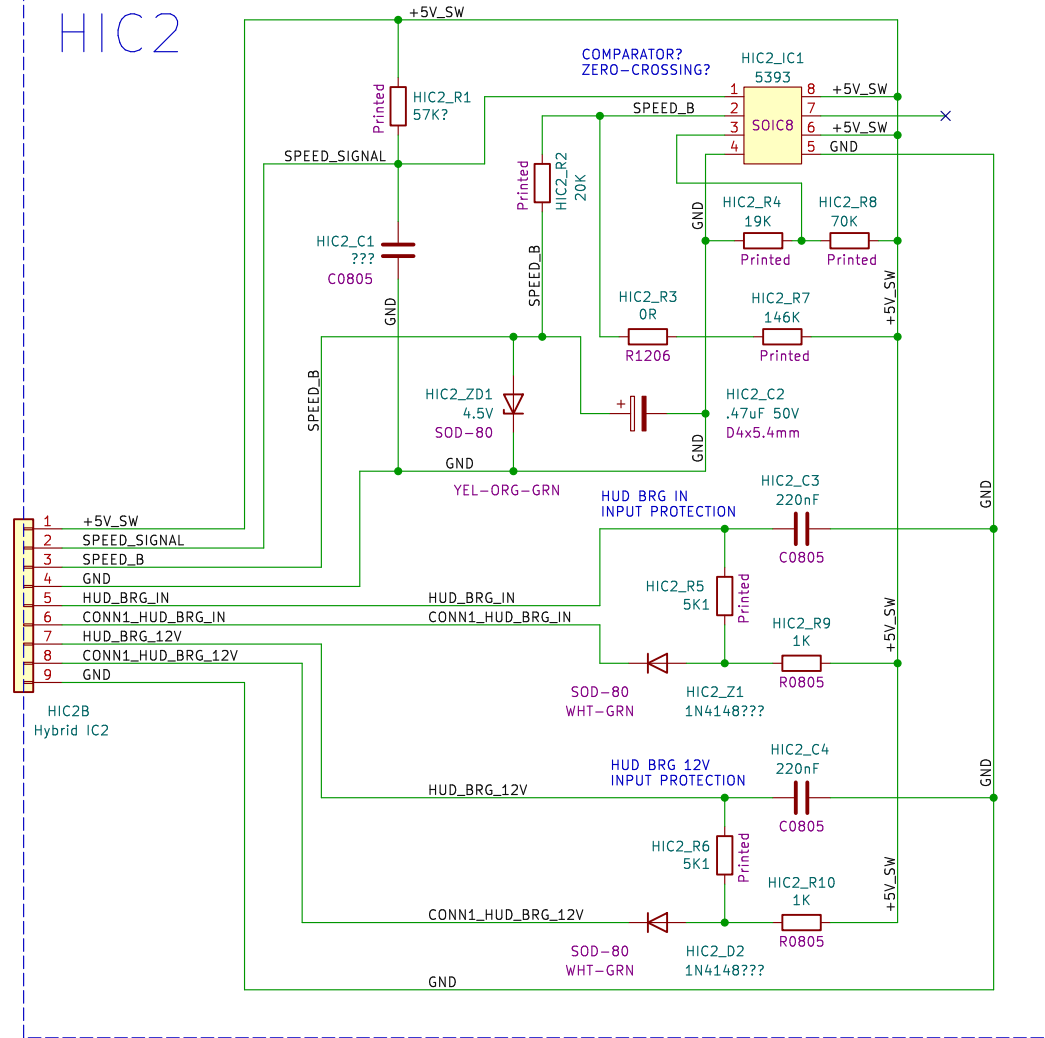 HIC2
+5V_SW
COMPARATOR?
ZERO-CROSSING?
HIC2_IC1
5393
Printed
HIC2_R1
57K?
1
2
3
4
SOIC8
8
7
6
5
+5V_SW
+5V_SW
GND
SPEED_B
SPEED_SIGNAL
Printed
HIC2_R2
20K
GND
HIC2_R4
19K
Printed
HIC2_R8
70K
Printed
HIC2_C1
???
C0805
GND
SPEED_B
+5V_SW
HIC2_R3
0R
R1206
HIC2_R7
146K
Printed
SPEED_B
HIC2_ZD1
4.5V
SOD-80
+
HIC2_C2
.47uF 50V
D4x5.4mm
GND
GND
YEL-ORG-GRN
HUD BRG IN
INPUT PROTECTION
HIC2_C3
220nF
C0805
GND
1 +5V_SW
2 SPEED_SIGNAL
3 SPEED_B
4 GND
5 HUD_BRG_IN
6 CONN1_HUD_BRG_IN
7 HUD_BRG_12V
8 CONN1_HUD_BRG_12V
9 GND
HIC2B
Hybrid IC2
HUD_BRG_IN
CONN1_HUD_BRG_IN
HIC2_R5
5K1
Printed
HIC2_R9
1K
R0805
+5V_SW
SOD-80
WHT-GRN
HIC2_Z1
1N4148???
HUD BRG 12V
INPUT PROTECTION
HIC2_C4
220nF
C0805
GND
HUD_BRG_12V
HIC2_R6
5K1
Printed
HIC2_R10
1K
R0805
+5V_SW
CONN1_HUD_BRG_12V
SOD-80
WHT-GRN
HIC2_D2
1N4148???
GND